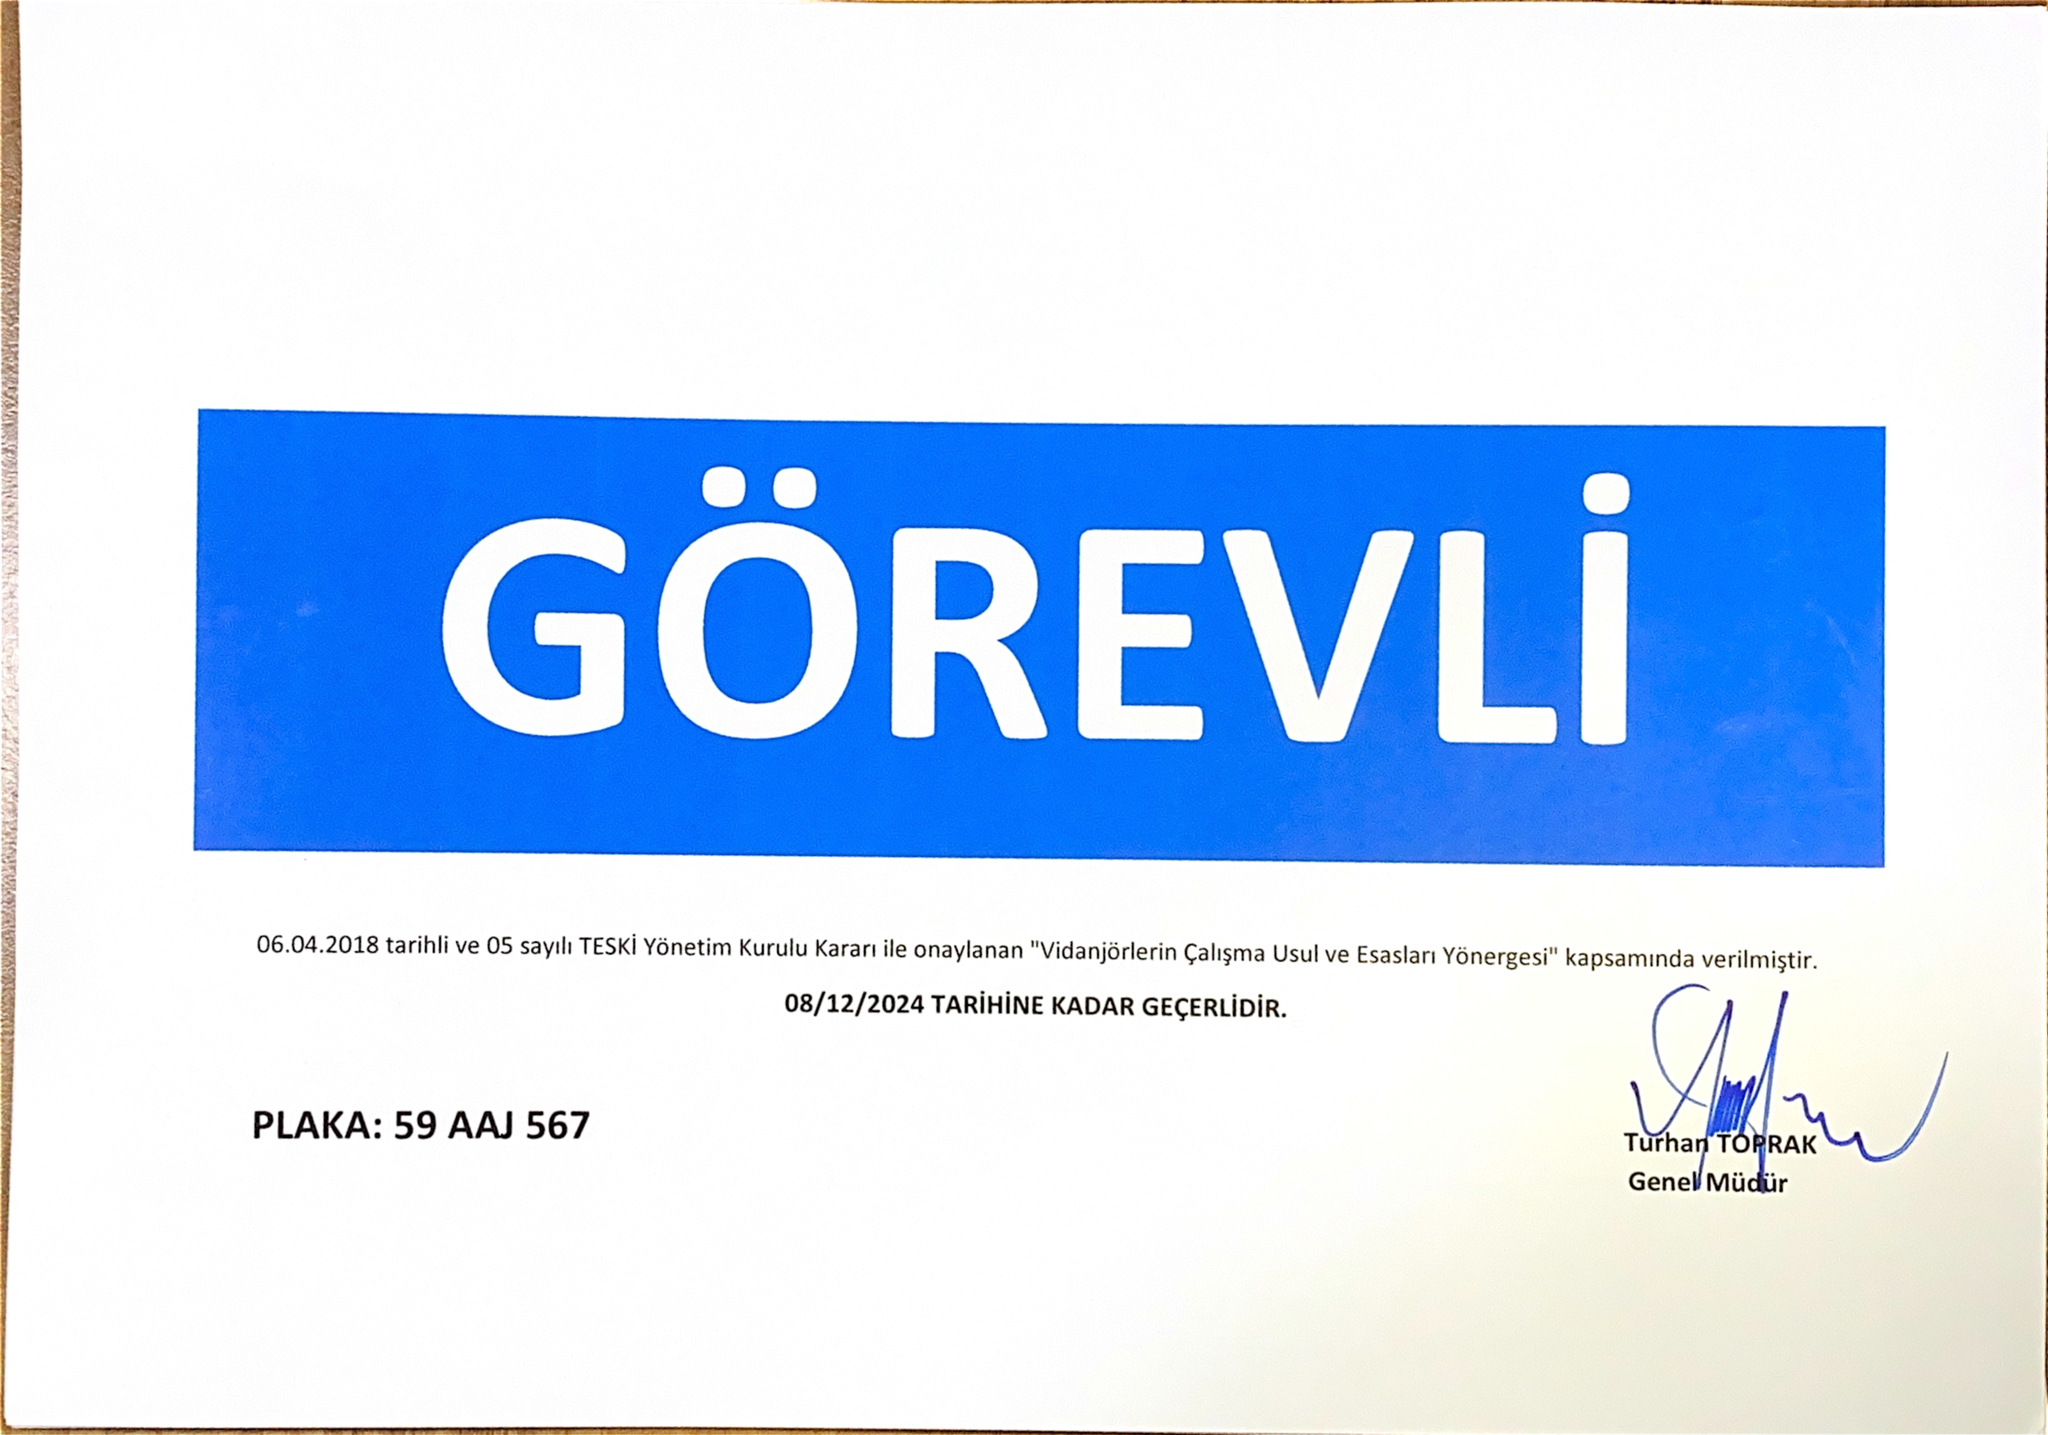 GÖREVLİ
06.04.2018 tarihli ve 05 sayılı TESKİ Yönetim Kurulu Kararı ile onaylanan "Vidanjörlerin Çalışma Usul ve Esasları Yönergesi" kapsamında verilmiştir.
08/12/2024 TARİHİNE KADAR GEÇERLİDİR.
PLAKA: 59 AAJ 567
Turhan TOPRAK
Genel Müdür